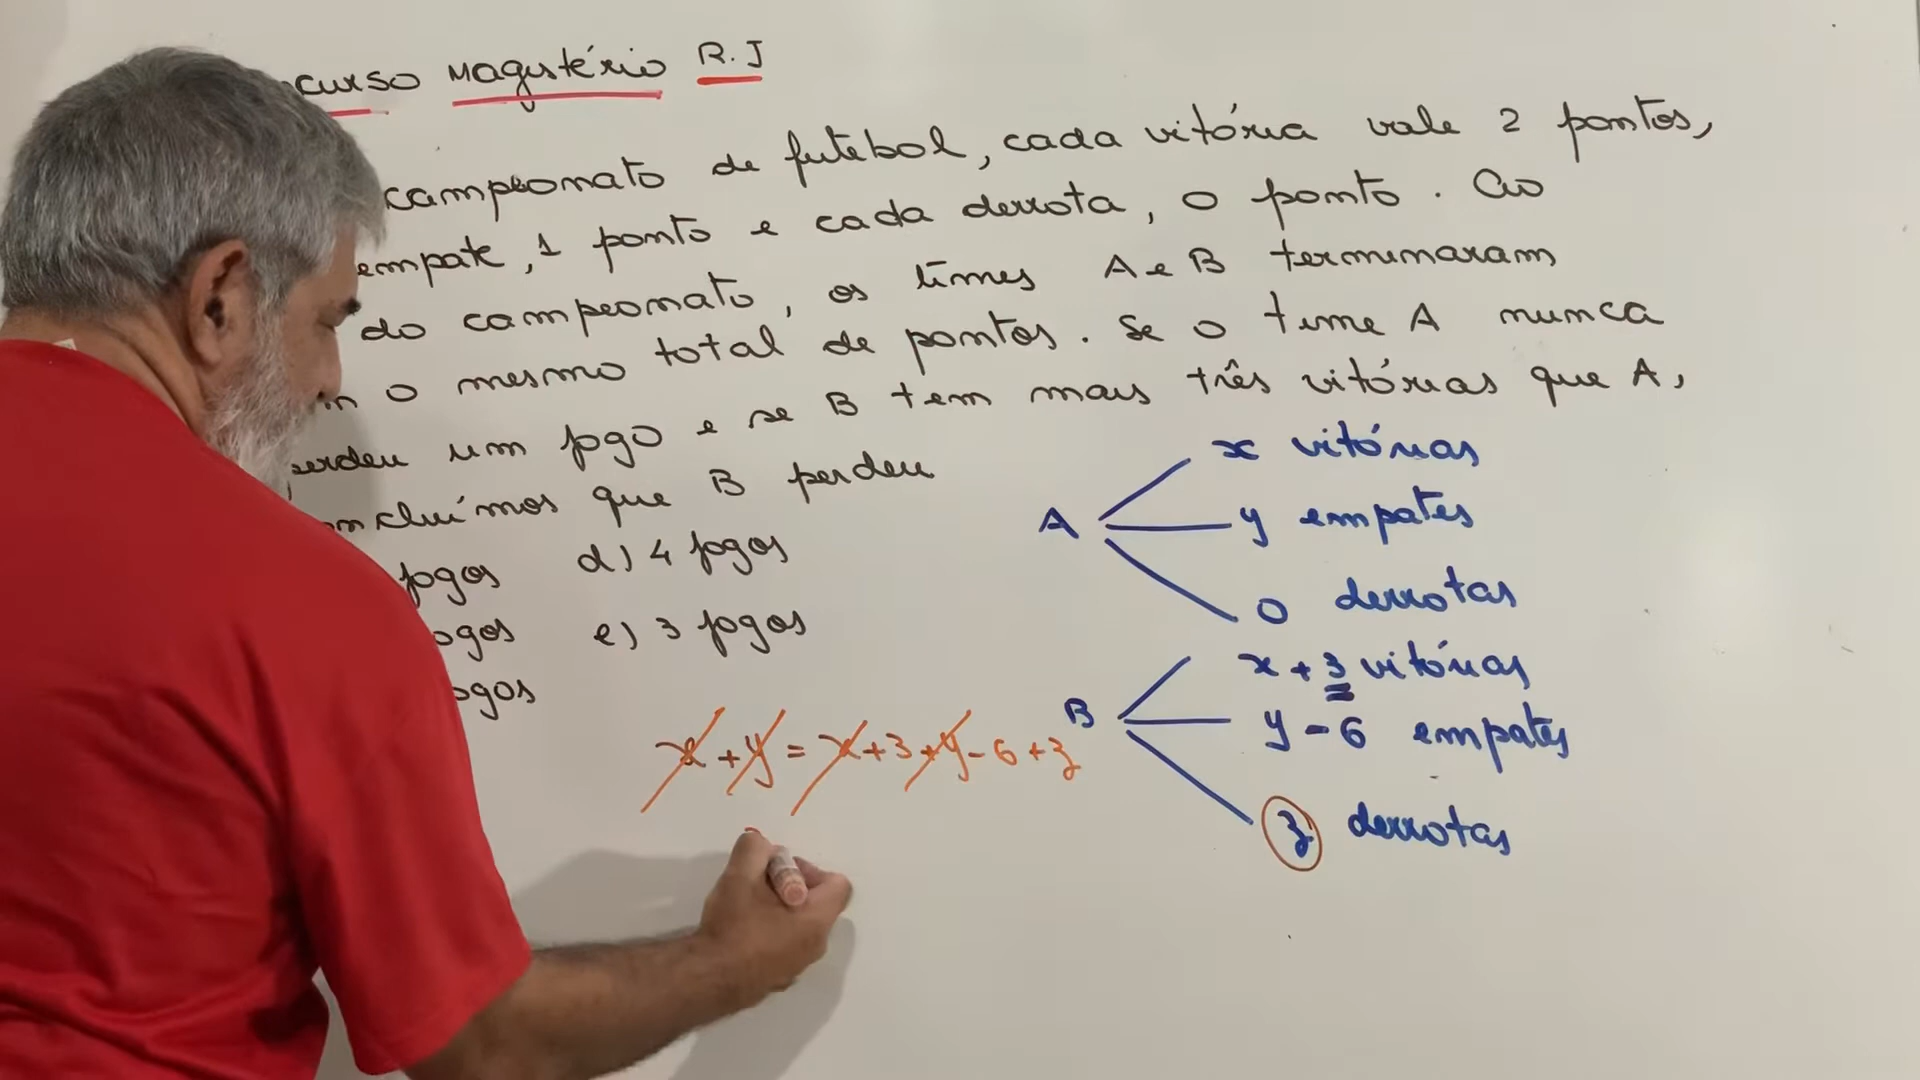 curso Magistério R.J
campeonato de futebol, cada vitória vale 2 pontos,
empate, 1 ponto e cada derrota, 0 ponto. Ao
do campeonato, os times A e B terminaram
o mesmo total de pontos. Se o time A nunca
um jogo e se B tem mais três vitórias que A,
que B perdeu
jogos d) 4 jogos
ogos e) 3 jogos
ogos
A
x vitórias
y empates
0 derrotas
B
x + 3 vitórias
y - 6 empates
z derrotas
x + y = x + 3 + y - 6 + z